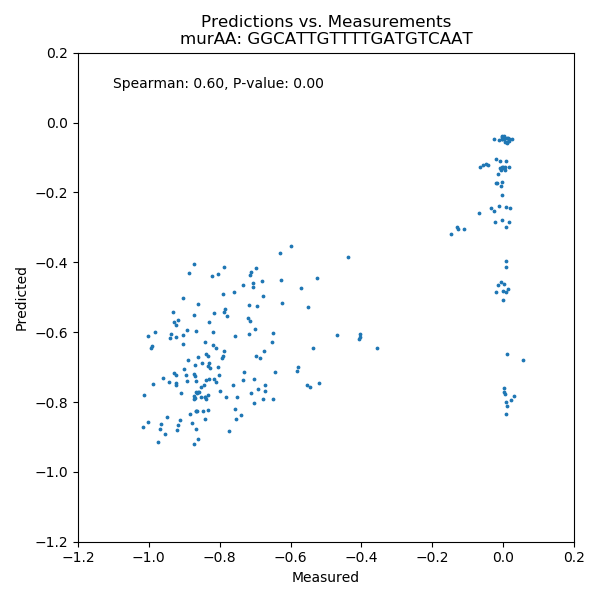 Predictions vs. Measurements
murAA: GGCATTGTTTTGATGTCAAT
Spearman: 0.60, P-value: 0.00
0.2
0.0
−0.2
−0.4
−0.6
−0.8
−1.0
−1.2
Predicted
−1.2 −1.0 −0.8 −0.6 −0.4 −0.2 0.0 0.2
Measured